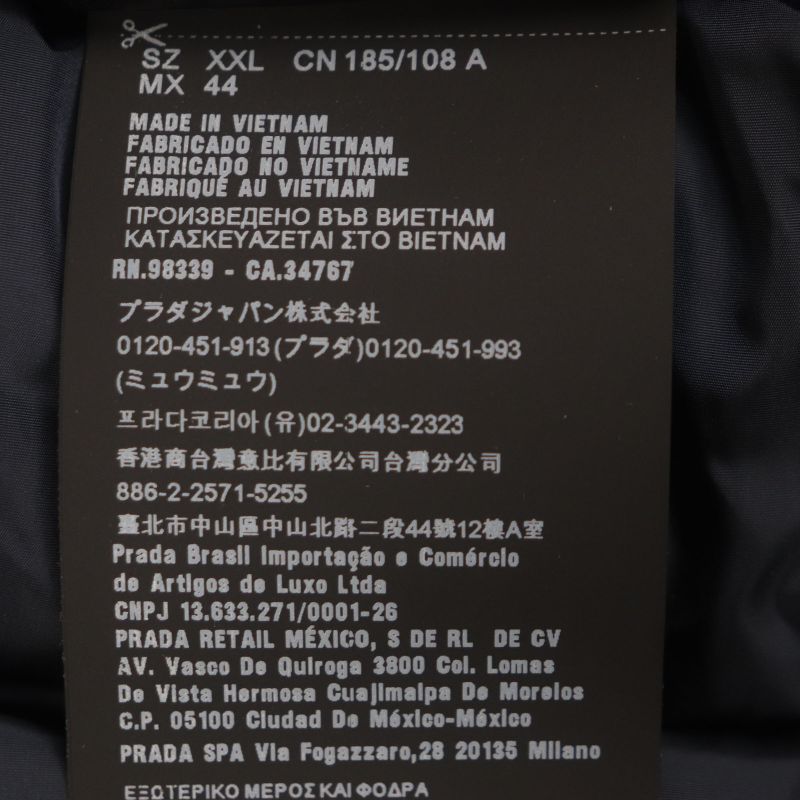 SZ XXL CN 185/108 A
MX 44
MADE IN VIETNAM
FABRICADO EN VIETNAM
FABRICADO NO VIETNAME
FABRIQUÉ AU VIETNAM
ПРОИЗВЕДЕНО ВЪВ ВИЕТНАМ
ΚΑΤΑΣΚΕΥΑΖΕΤΑΙ ΣΤΟ ΒΙΕΤΝΑΜ
RN.98339 - CA.34767
プラダジャパン株式会社
0120-451-913(プラダ)0120-451-993
(ミュウミュウ)
프라다코리아(유)02-3443-2323
香港商台灣意比有限公司台灣分公司
886-2-2571-5255
臺北市中山區中山北路二段44號12樓A室
Prada Brasil Importação e Comércio
de Artigos de Luxo Ltda
CNPJ 13.633.271/0001-26
PRADA RETAIL MÉXICO, S DE RL DE CV
AV. Vasco De Quiroga 3800 Col. Lomas
De Vista Hermosa Cuajimalpa De Morelos
C.P. 05100 Ciudad De México-México
PRADA SPA Via Fogazzaro,28 20135 Milano
ΕΞΩΤΕΡΙΚΟ ΜΕΡΟΣ ΚΑΙ ΦΟΔΡΑ